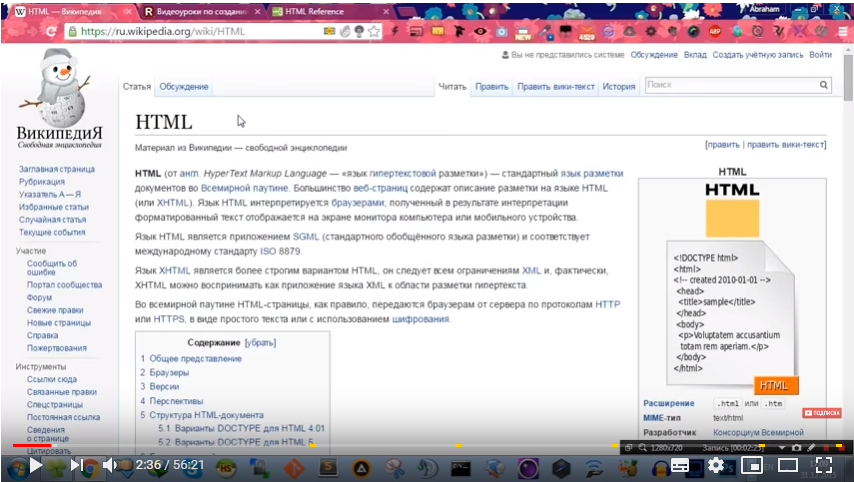 HTML — Википедия
Видеоуроки по создани
HTML Reference
Abraham
https://ru.wikipedia.org/wiki/HTML
Вы не представились системе Обсуждение Вклад Создать учётную запись Войти
Статья Обсуждение Читать Править Править вики-текст История Поиск
ВИКИПЕДИЯ
Свободная энциклопедия
Заглавная страница
Рубрикация
Указатель А — Я
Избранные статьи
Случайная статья
Текущие события
Участие
Сообщить об
ошибке
Портал сообщества
Форум
Свежие правки
Новые страницы
Справка
Пожертвования
Инструменты
Ссылки сюда
Связанные правки
Спецстраницы
Постоянная ссылка
Сведения
о странице
Цитировать
HTML
Материал из Википедии — свободной энциклопедии
[править | править вики-текст]
HTML (от англ. HyperText Markup Language — «язык гипертекстовой разметки») — стандартный язык разметки
документов во Всемирной паутине. Большинство веб-страниц содержат описание разметки на языке HTML
(или XHTML). Язык HTML интерпретируется браузерами; полученный в результате интерпретации
форматированный текст отображается на экране монитора компьютера или мобильного устройства.
Язык HTML является приложением SGML (стандартного обобщённого языка разметки) и соответствует
международному стандарту ISO 8879.
Язык XHTML является более строгим вариантом HTML, он следует всем ограничениям XML и, фактически,
XHTML можно воспринимать как приложение языка XML к области разметки гипертекста.
Во всемирной паутине HTML-страницы, как правило, передаются браузерам от сервера по протоколам HTTP
или HTTPS, в виде простого текста или с использованием шифрования.
Содержание [убрать]
1 Общее представление
2 Браузеры
3 Версии
4 Перспективы
5 Структура HTML-документа
5.1 Варианты DOCTYPE для HTML 4.01
5.2 Варианты DOCTYPE для HTML 5
HTML
HTML
<!DOCTYPE html>
<html>
<!-- created 2010-01-01 -->
<head>
<title>sample</title>
</head>
<body>
<p>Voluptatem accusantium
totam rem aperiam.</p>
</body>
</html>
HTML
Расширение .html или .htm
MIME-тип text/html
Разработчик Консорциум Всемирной
ПОДПИСКА
1280x720 Запись [00:02:23]
2:36 / 56:21